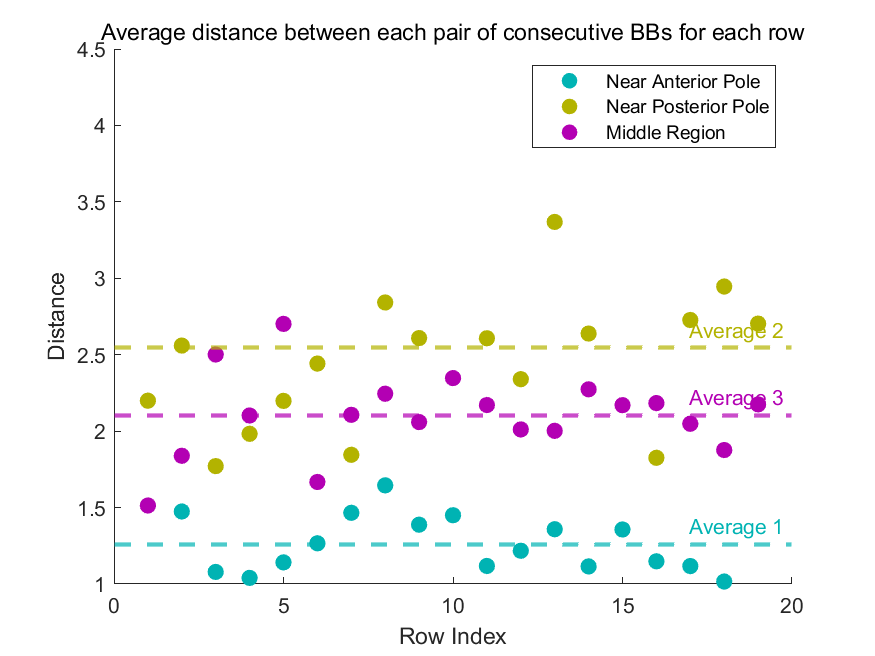 Average distance between each pair of consecutive BBs for each row
4.5
4
3.5
3
2.5
2
1.5
1
Distance
Near Anterior Pole
Near Posterior Pole
Middle Region
Average 2
Average 3
Average 1
0
5
10
15
20
Row Index